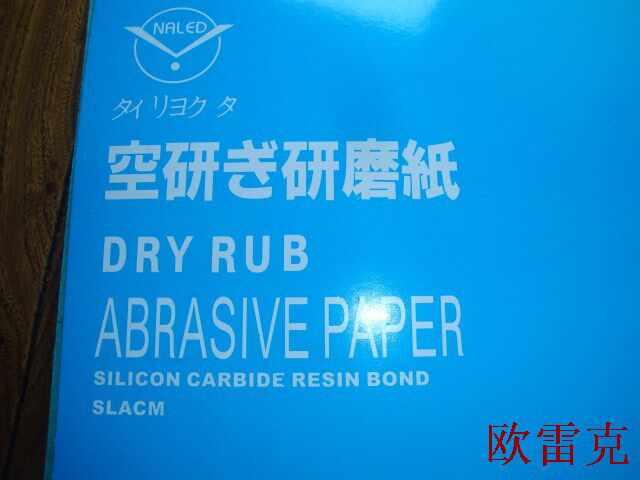 NALED
タイ リヨク タ
空研ぎ研磨紙
DRY RUB
ABRASIVE PAPER
SILICON CARBIDE RESIN BOND
SLACM
欧雷克